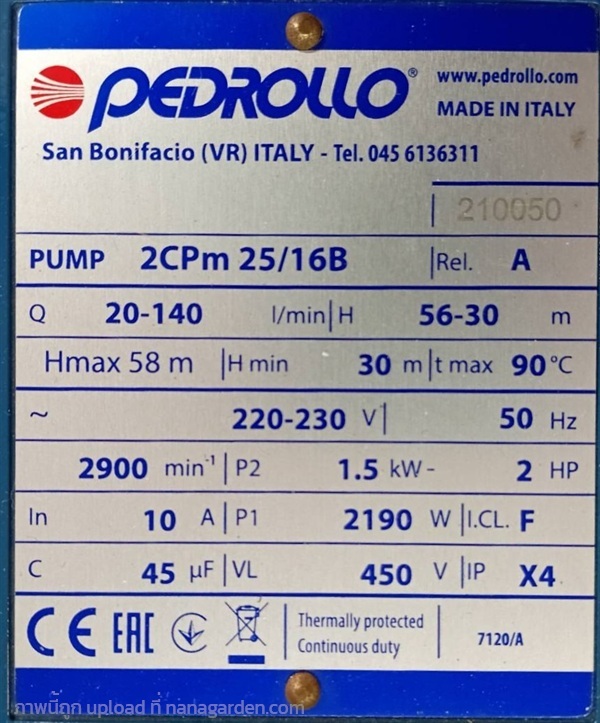 PEDROLLO® www.pedrollo.com
MADE IN ITALY
San Bonifacio (VR) ITALY - Tel. 045 6136311
210050
PUMP 2CPm 25/16B Rel. A
Q 20-140 l/min H 56-30 m
Hmax 58 m H min 30 m t max 90 °C
~ 220-230 V 50 Hz
2900 min⁻¹ P2 1.5 kW - 2 HP
In 10 A P1 2190 W I.CL. F
C 45 µF VL 450 V IP X4
CE EAC Thermally protected
Continuous duty 7120/A
ภาพนี้ถูก upload ที่ nanagarden.com